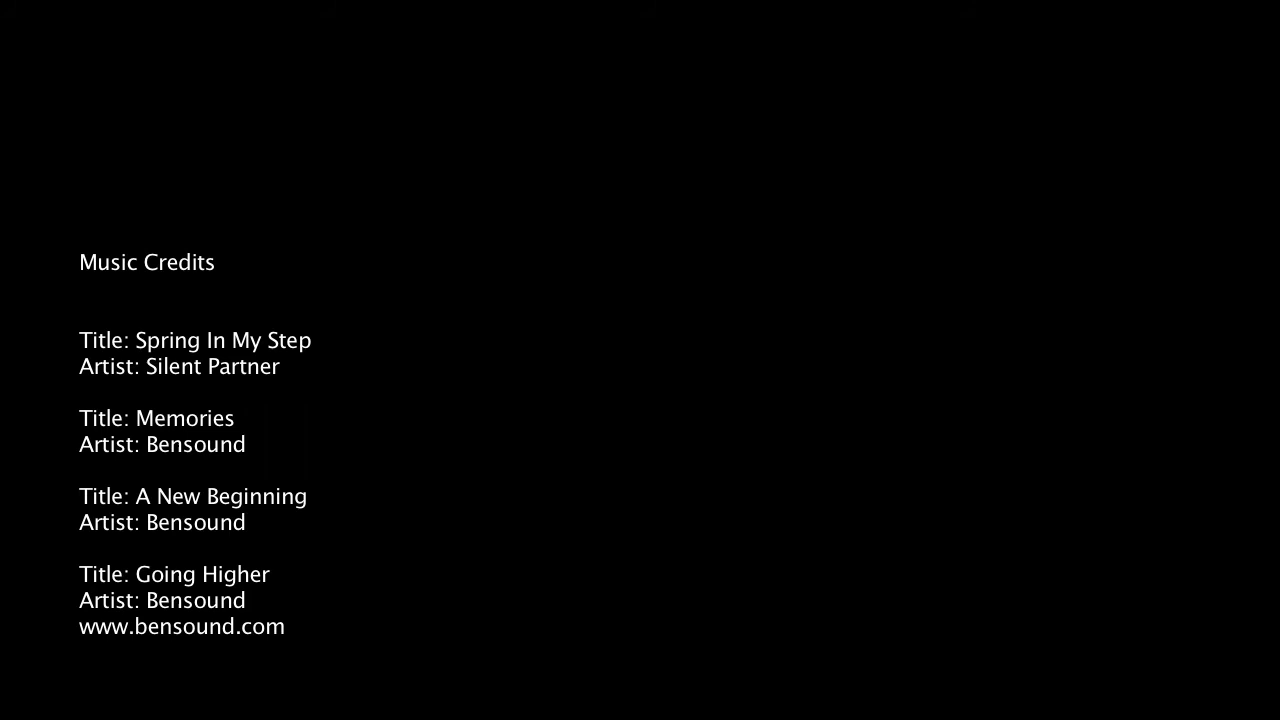 Music Credits
Title: Spring In My Step
Artist: Silent Partner
Title: Memories
Artist: Bensound
Title: A New Beginning
Artist: Bensound
Title: Going Higher
Artist: Bensound
www.bensound.com